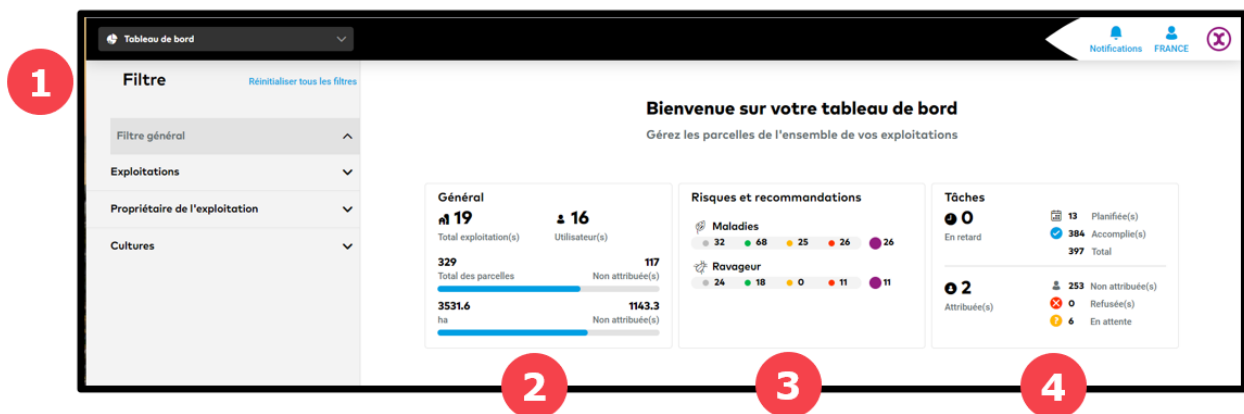 Tableau de bord
Notifications FRANCE
1
Filtre
Réinitialiser tous les filtres
Filtre général
Exploitations
Propriétaire de l'exploitation
Cultures
Bienvenue sur votre tableau de bord
Gérez les parcelles de l'ensemble de vos exploitations
Général
19 16
Total exploitation(s) Utilisateur(s)
329 117
Total des parcelles Non attribuée(s)
3531.6 1143.3
ha Non attribuée(s)
2
Risques et recommandations
Maladies
32 68 25 26 26
Ravageur
24 18 0 11 11
3
Tâches
0
En retard
13 Planifiée(s)
384 Accomplie(s)
397 Total
2
Attribuée(s)
253 Non attribuée(s)
0 Refusée(s)
6 En attente
4